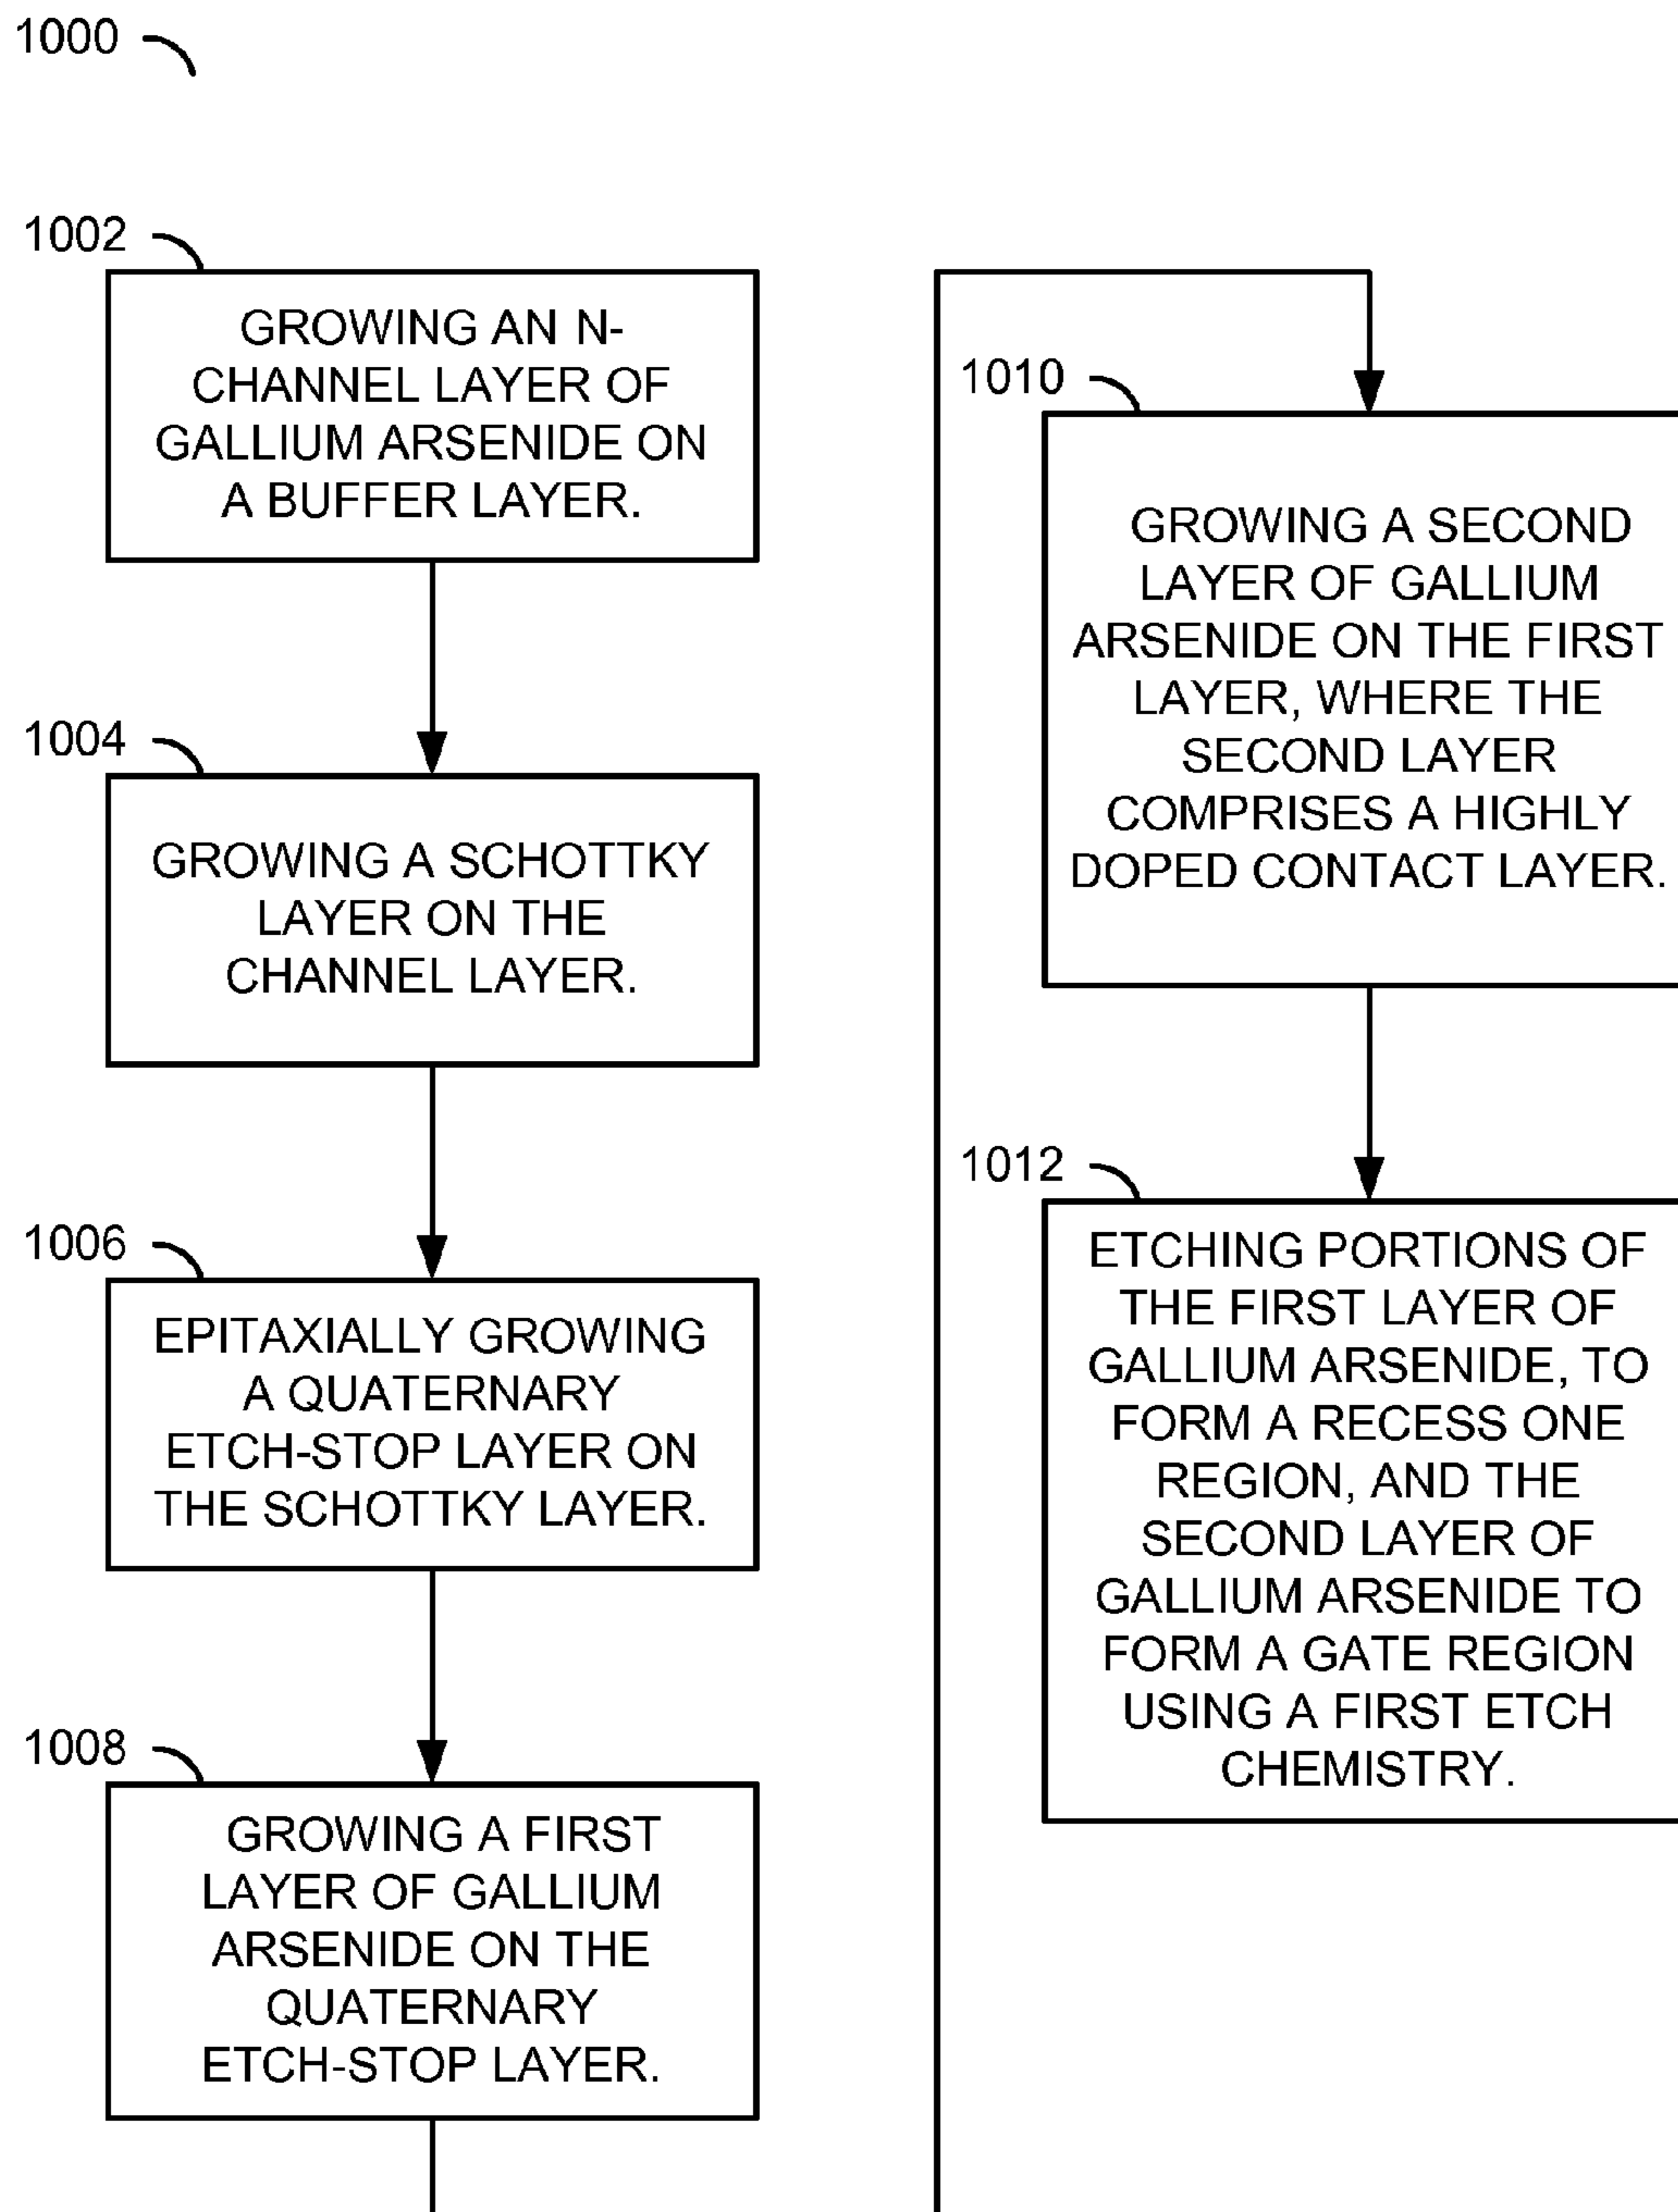 1000
1002
GROWING AN N-
CHANNEL LAYER OF
GALLIUM ARSENIDE ON
A BUFFER LAYER.
1004
GROWING A SCHOTTKY
LAYER ON THE
CHANNEL LAYER.
1006
EPITAXIALLY GROWING
A QUATERNARY
ETCH-STOP LAYER ON
THE SCHOTTKY LAYER.
1008
GROWING A FIRST
LAYER OF GALLIUM
ARSENIDE ON THE
QUATERNARY
ETCH-STOP LAYER.
1010
GROWING A SECOND
LAYER OF GALLIUM
ARSENIDE ON THE FIRST
LAYER, WHERE THE
SECOND LAYER
COMPRISES A HIGHLY
DOPED CONTACT LAYER.
1012
ETCHING PORTIONS OF
THE FIRST LAYER OF
GALLIUM ARSENIDE, TO
FORM A RECESS ONE
REGION, AND THE
SECOND LAYER OF
GALLIUM ARSENIDE TO
FORM A GATE REGION
USING A FIRST ETCH
CHEMISTRY.